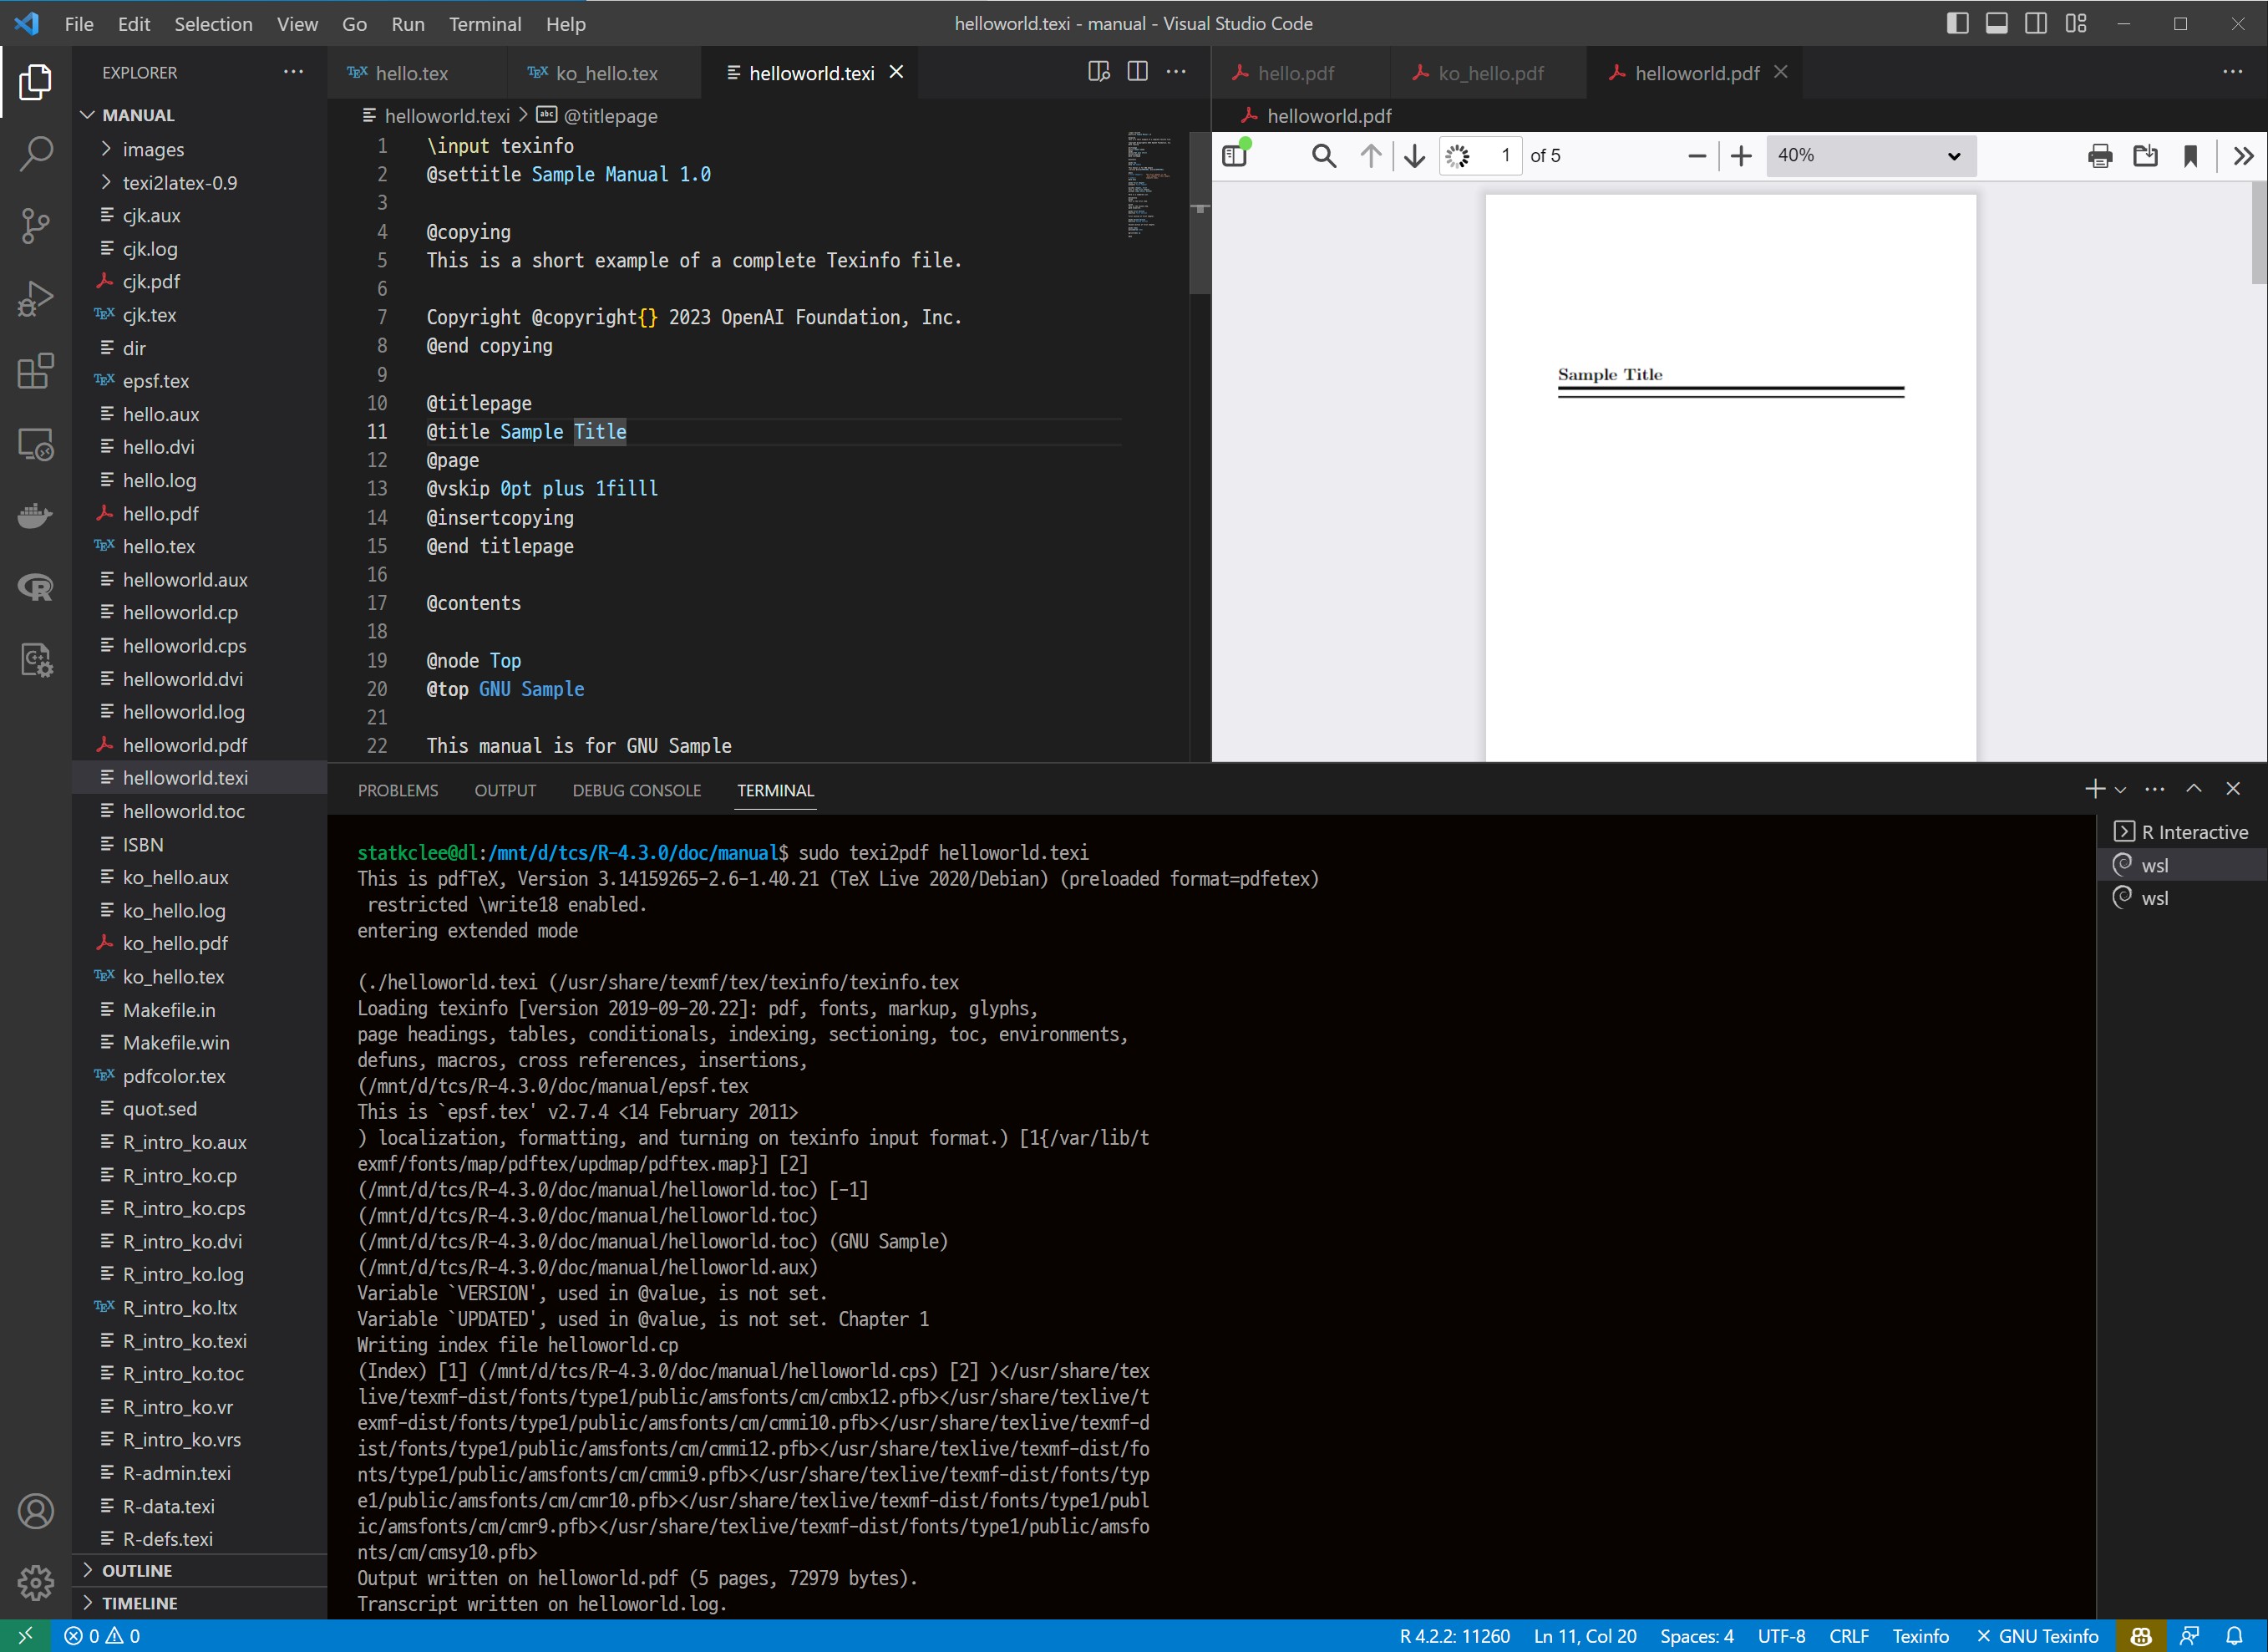 File Edit Selection View Go Run Terminal Help
helloworld.texi - manual - Visual Studio Code
EXPLORER
MANUAL
images
texi2latex-0.9
cjk.aux
cjk.log
cjk.pdf
TEX cjk.tex
dir
TEX epsf.tex
hello.aux
hello.dvi
hello.log
hello.pdf
TEX hello.tex
helloworld.aux
helloworld.cp
helloworld.cps
helloworld.dvi
helloworld.log
helloworld.pdf
helloworld.texi
helloworld.toc
ISBN
ko_hello.aux
ko_hello.log
ko_hello.pdf
TEX ko_hello.tex
Makefile.in
Makefile.win
TEX pdfcolor.tex
quot.sed
R_intro_ko.aux
R_intro_ko.cp
R_intro_ko.cps
R_intro_ko.dvi
R_intro_ko.log
TEX R_intro_ko.ltx
R_intro_ko.texi
R_intro_ko.toc
R_intro_ko.vr
R_intro_ko.vrs
R-admin.texi
R-data.texi
R-defs.texi
OUTLINE
TIMELINE
TEX hello.tex TEX ko_hello.tex helloworld.texi
helloworld.texi > abc @titlepage
1 \input texinfo
2 @settitle Sample Manual 1.0
3
4 @copying
5 This is a short example of a complete Texinfo file.
6
7 Copyright @copyright{} 2023 OpenAI Foundation, Inc.
8 @end copying
9
10 @titlepage
11 @title Sample Title
12 @page
13 @vskip 0pt plus 1filll
14 @insertcopying
15 @end titlepage
16
17 @contents
18
19 @node Top
20 @top GNU Sample
21
22 This manual is for GNU Sample
hello.pdf ko_hello.pdf helloworld.pdf
helloworld.pdf
1 of 5 40%
Sample Title
PROBLEMS OUTPUT DEBUG CONSOLE TERMINAL
statkclee@dl:/mnt/d/tcs/R-4.3.0/doc/manual$ sudo texi2pdf helloworld.texi
This is pdfTeX, Version 3.14159265-2.6-1.40.21 (TeX Live 2020/Debian) (preloaded format=pdfetex)
restricted \write18 enabled.
entering extended mode
(./helloworld.texi (/usr/share/texmf/tex/texinfo/texinfo.tex
Loading texinfo [version 2019-09-20.22]: pdf, fonts, markup, glyphs,
page headings, tables, conditionals, indexing, sectioning, toc, environments,
defuns, macros, cross references, insertions,
(/mnt/d/tcs/R-4.3.0/doc/manual/epsf.tex
This is `epsf.tex' v2.7.4 <14 February 2011>
) localization, formatting, and turning on texinfo input format.) [1{/var/lib/t
exmf/fonts/map/pdftex/updmap/pdftex.map}] [2]
(/mnt/d/tcs/R-4.3.0/doc/manual/helloworld.toc) [-1]
(/mnt/d/tcs/R-4.3.0/doc/manual/helloworld.toc)
(/mnt/d/tcs/R-4.3.0/doc/manual/helloworld.toc) (GNU Sample)
(/mnt/d/tcs/R-4.3.0/doc/manual/helloworld.aux)
Variable `VERSION', used in @value, is not set.
Variable `UPDATED', used in @value, is not set. Chapter 1
Writing index file helloworld.cp
(Index) [1] (/mnt/d/tcs/R-4.3.0/doc/manual/helloworld.cps) [2] )</usr/share/tex
live/texmf-dist/fonts/type1/public/amsfonts/cm/cmbx12.pfb></usr/share/texlive/t
exmf-dist/fonts/type1/public/amsfonts/cm/cmmi10.pfb></usr/share/texlive/texmf-d
ist/fonts/type1/public/amsfonts/cm/cmmi12.pfb></usr/share/texlive/texmf-dist/fo
nts/type1/public/amsfonts/cm/cmmi9.pfb></usr/share/texlive/texmf-dist/fonts/typ
e1/public/amsfonts/cm/cmr10.pfb></usr/share/texlive/texmf-dist/fonts/type1/publ
ic/amsfonts/cm/cmr9.pfb></usr/share/texlive/texmf-dist/fonts/type1/public/amsfo
nts/cm/cmsy10.pfb>
Output written on helloworld.pdf (5 pages, 72979 bytes).
Transcript written on helloworld.log.
R Interactive
wsl
wsl
0 0
R 4.2.2: 11260 Ln 11, Col 20 Spaces: 4 UTF-8 CRLF Texinfo GNU Texinfo